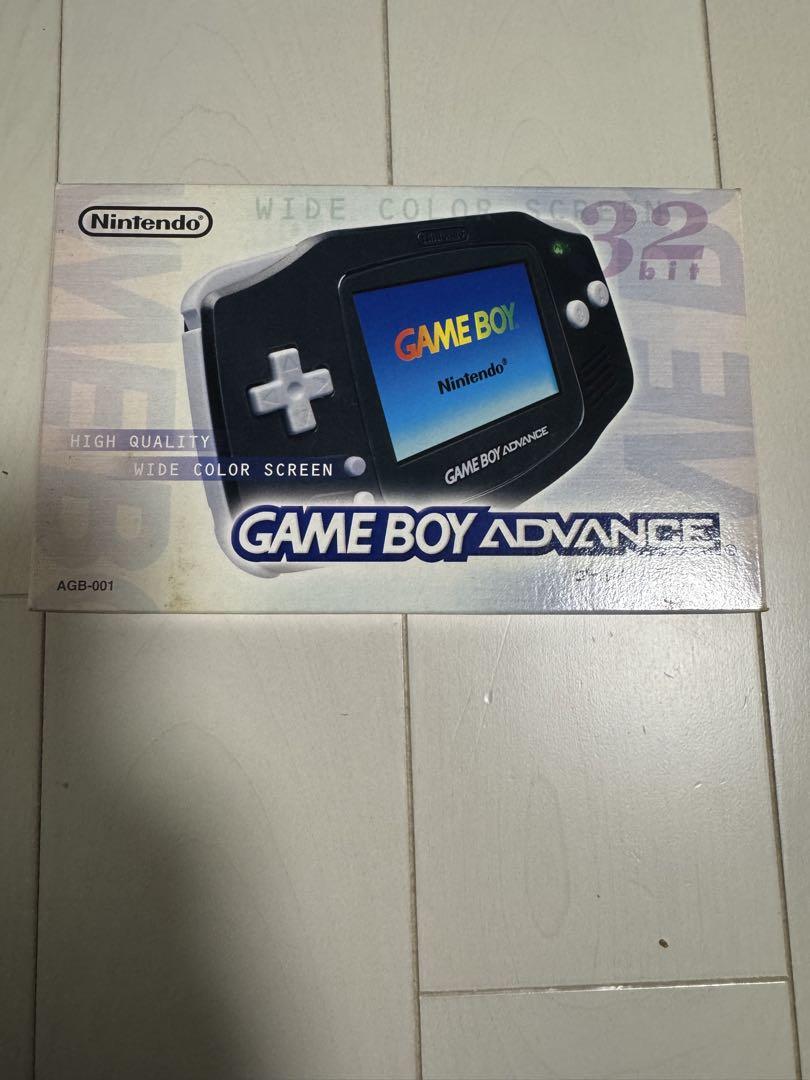 Nintendo®
WIDE COLOR SCREEN
32
bit
Nintendo
GAME BOY
Nintendo®
GAME BOY ADVANCE
HIGH QUALITY
WIDE COLOR SCREEN
GAME BOY ADVANCE®
AGB-001